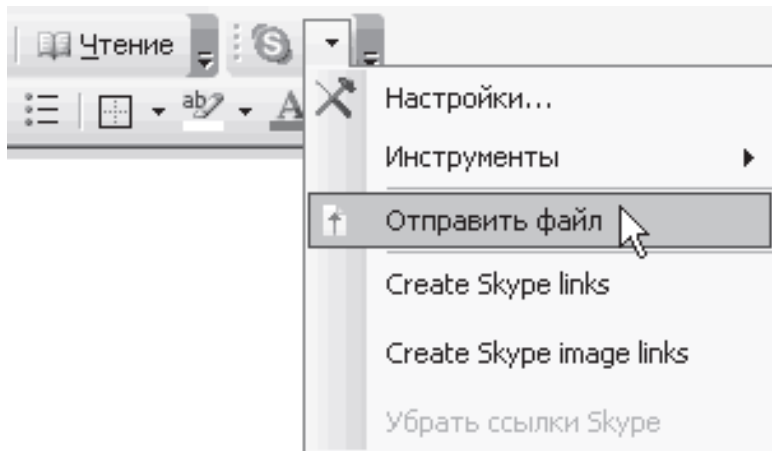 Чтение
Настройки...
Инструменты
Отправить файл
Create Skype links
Create Skype image links
Убрать ссылки Skype